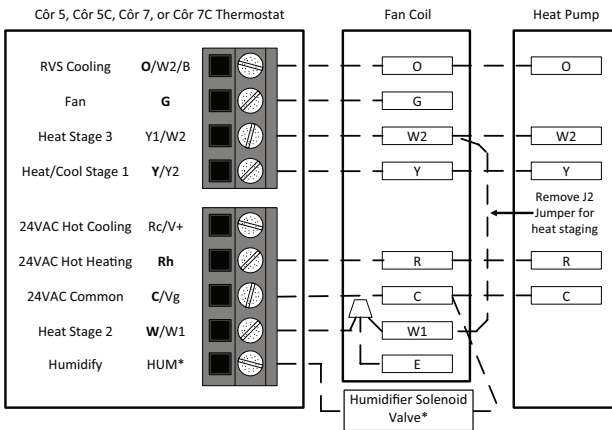 Côr 5, Côr 5C, Côr 7, or Côr 7C Thermostat
Fan Coil
Heat Pump
RVS Cooling O/W2/B
O
O
Fan G
G
Heat Stage 3 Y1/W2
W2
W2
Heat/Cool Stage 1 Y/Y2
Y
Y
Remove J2
Jumper for
heat staging
24VAC Hot Cooling Rc/V+
24VAC Hot Heating Rh
R
R
24VAC Common C/Vg
C
C
Heat Stage 2 W/W1
W1
Humidify HUM*
E
Humidifier Solenoid
Valve*